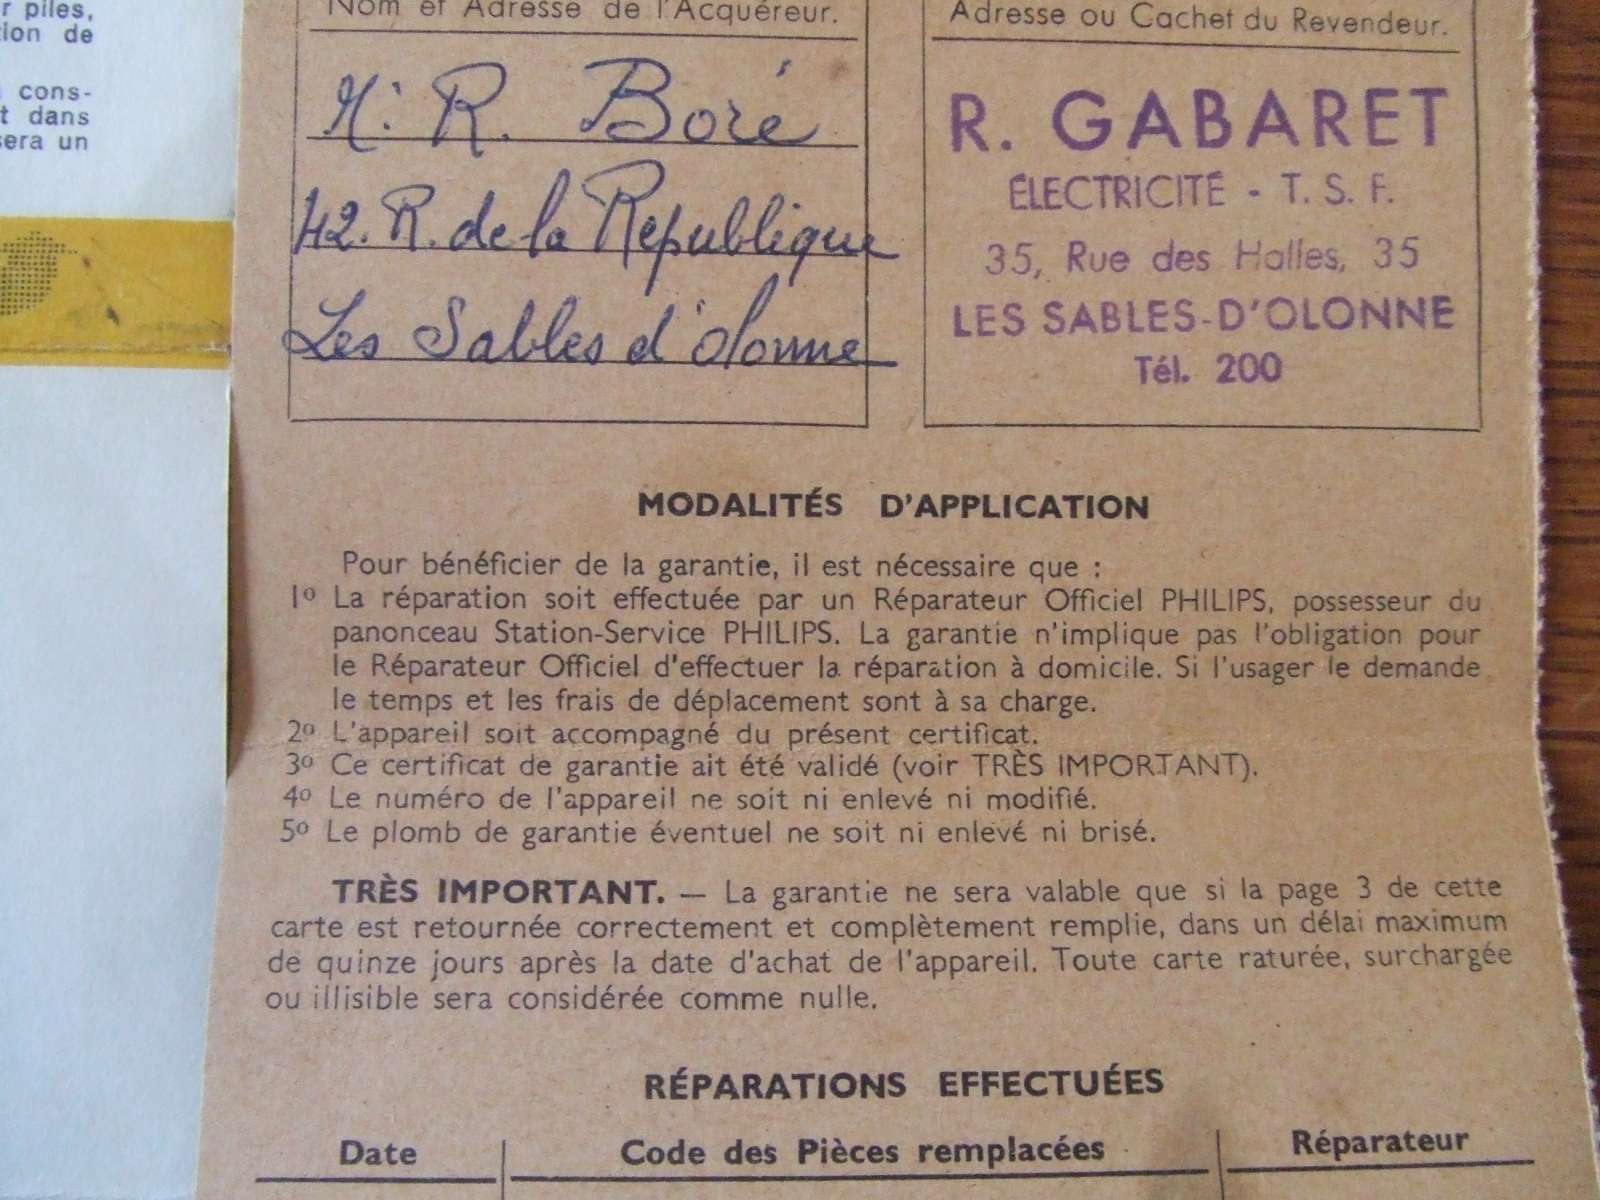 r piles,
tion de
cons-
t dans
sera un
Nom et Adresse de l'Acquéreur.
M. R. Boré
42. R. de la République
Les Sables d'olonne
Adresse ou Cachet du Revendeur.
R. GABARET
ÉLECTRICITÉ - T. S. F.
35, Rue des Halles, 35
LES SABLES-D'OLONNE
Tél. 200
MODALITÉS D'APPLICATION
Pour bénéficier de la garantie, il est nécessaire que :
1º La réparation soit effectuée par un Réparateur Officiel PHILIPS, possesseur du
panonceau Station-Service PHILIPS. La garantie n'implique pas l'obligation pour
le Réparateur Officiel d'effectuer la réparation à domicile. Si l'usager le demande
le temps et les frais de déplacement sont à sa charge.
2º L'appareil soit accompagné du présent certificat.
3º Ce certificat de garantie ait été validé (voir TRÈS IMPORTANT).
4º Le numéro de l'appareil ne soit ni enlevé ni modifié.
5º Le plomb de garantie éventuel ne soit ni enlevé ni brisé.
TRÈS IMPORTANT. — La garantie ne sera valable que si la page 3 de cette
carte est retournée correctement et complètement remplie, dans un délai maximum
de quinze jours après la date d'achat de l'appareil. Toute carte raturée, surchargée
ou illisible sera considérée comme nulle.
RÉPARATIONS EFFECTUÉES
Date Code des Pièces remplacées Réparateur